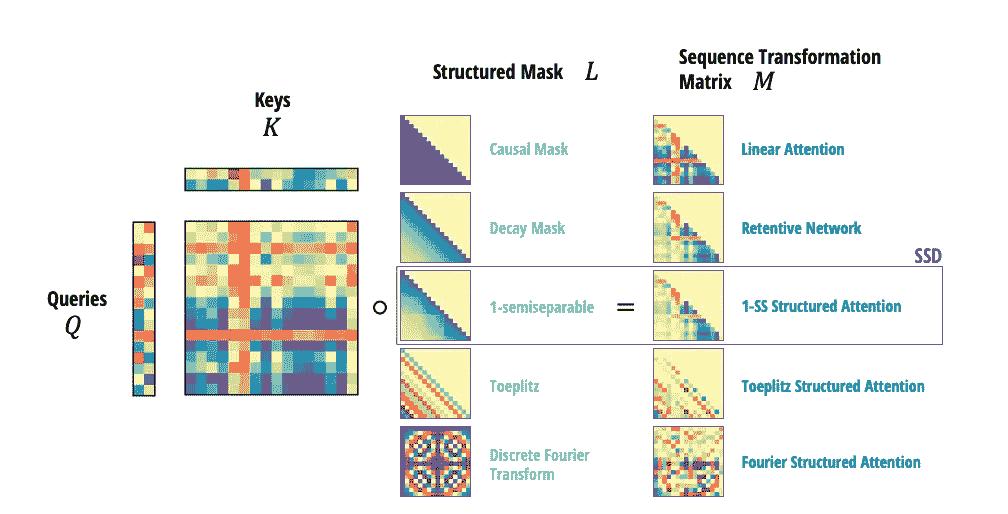 Structured Mask L
Sequence Transformation
Matrix M
Keys
K
Causal Mask
Linear Attention
Decay Mask
Retentive Network
SSD
Queries
Q
1-semiseparable
=
1-SS Structured Attention
Toeplitz
Toeplitz Structured Attention
Discrete Fourier
Transform
Fourier Structured Attention